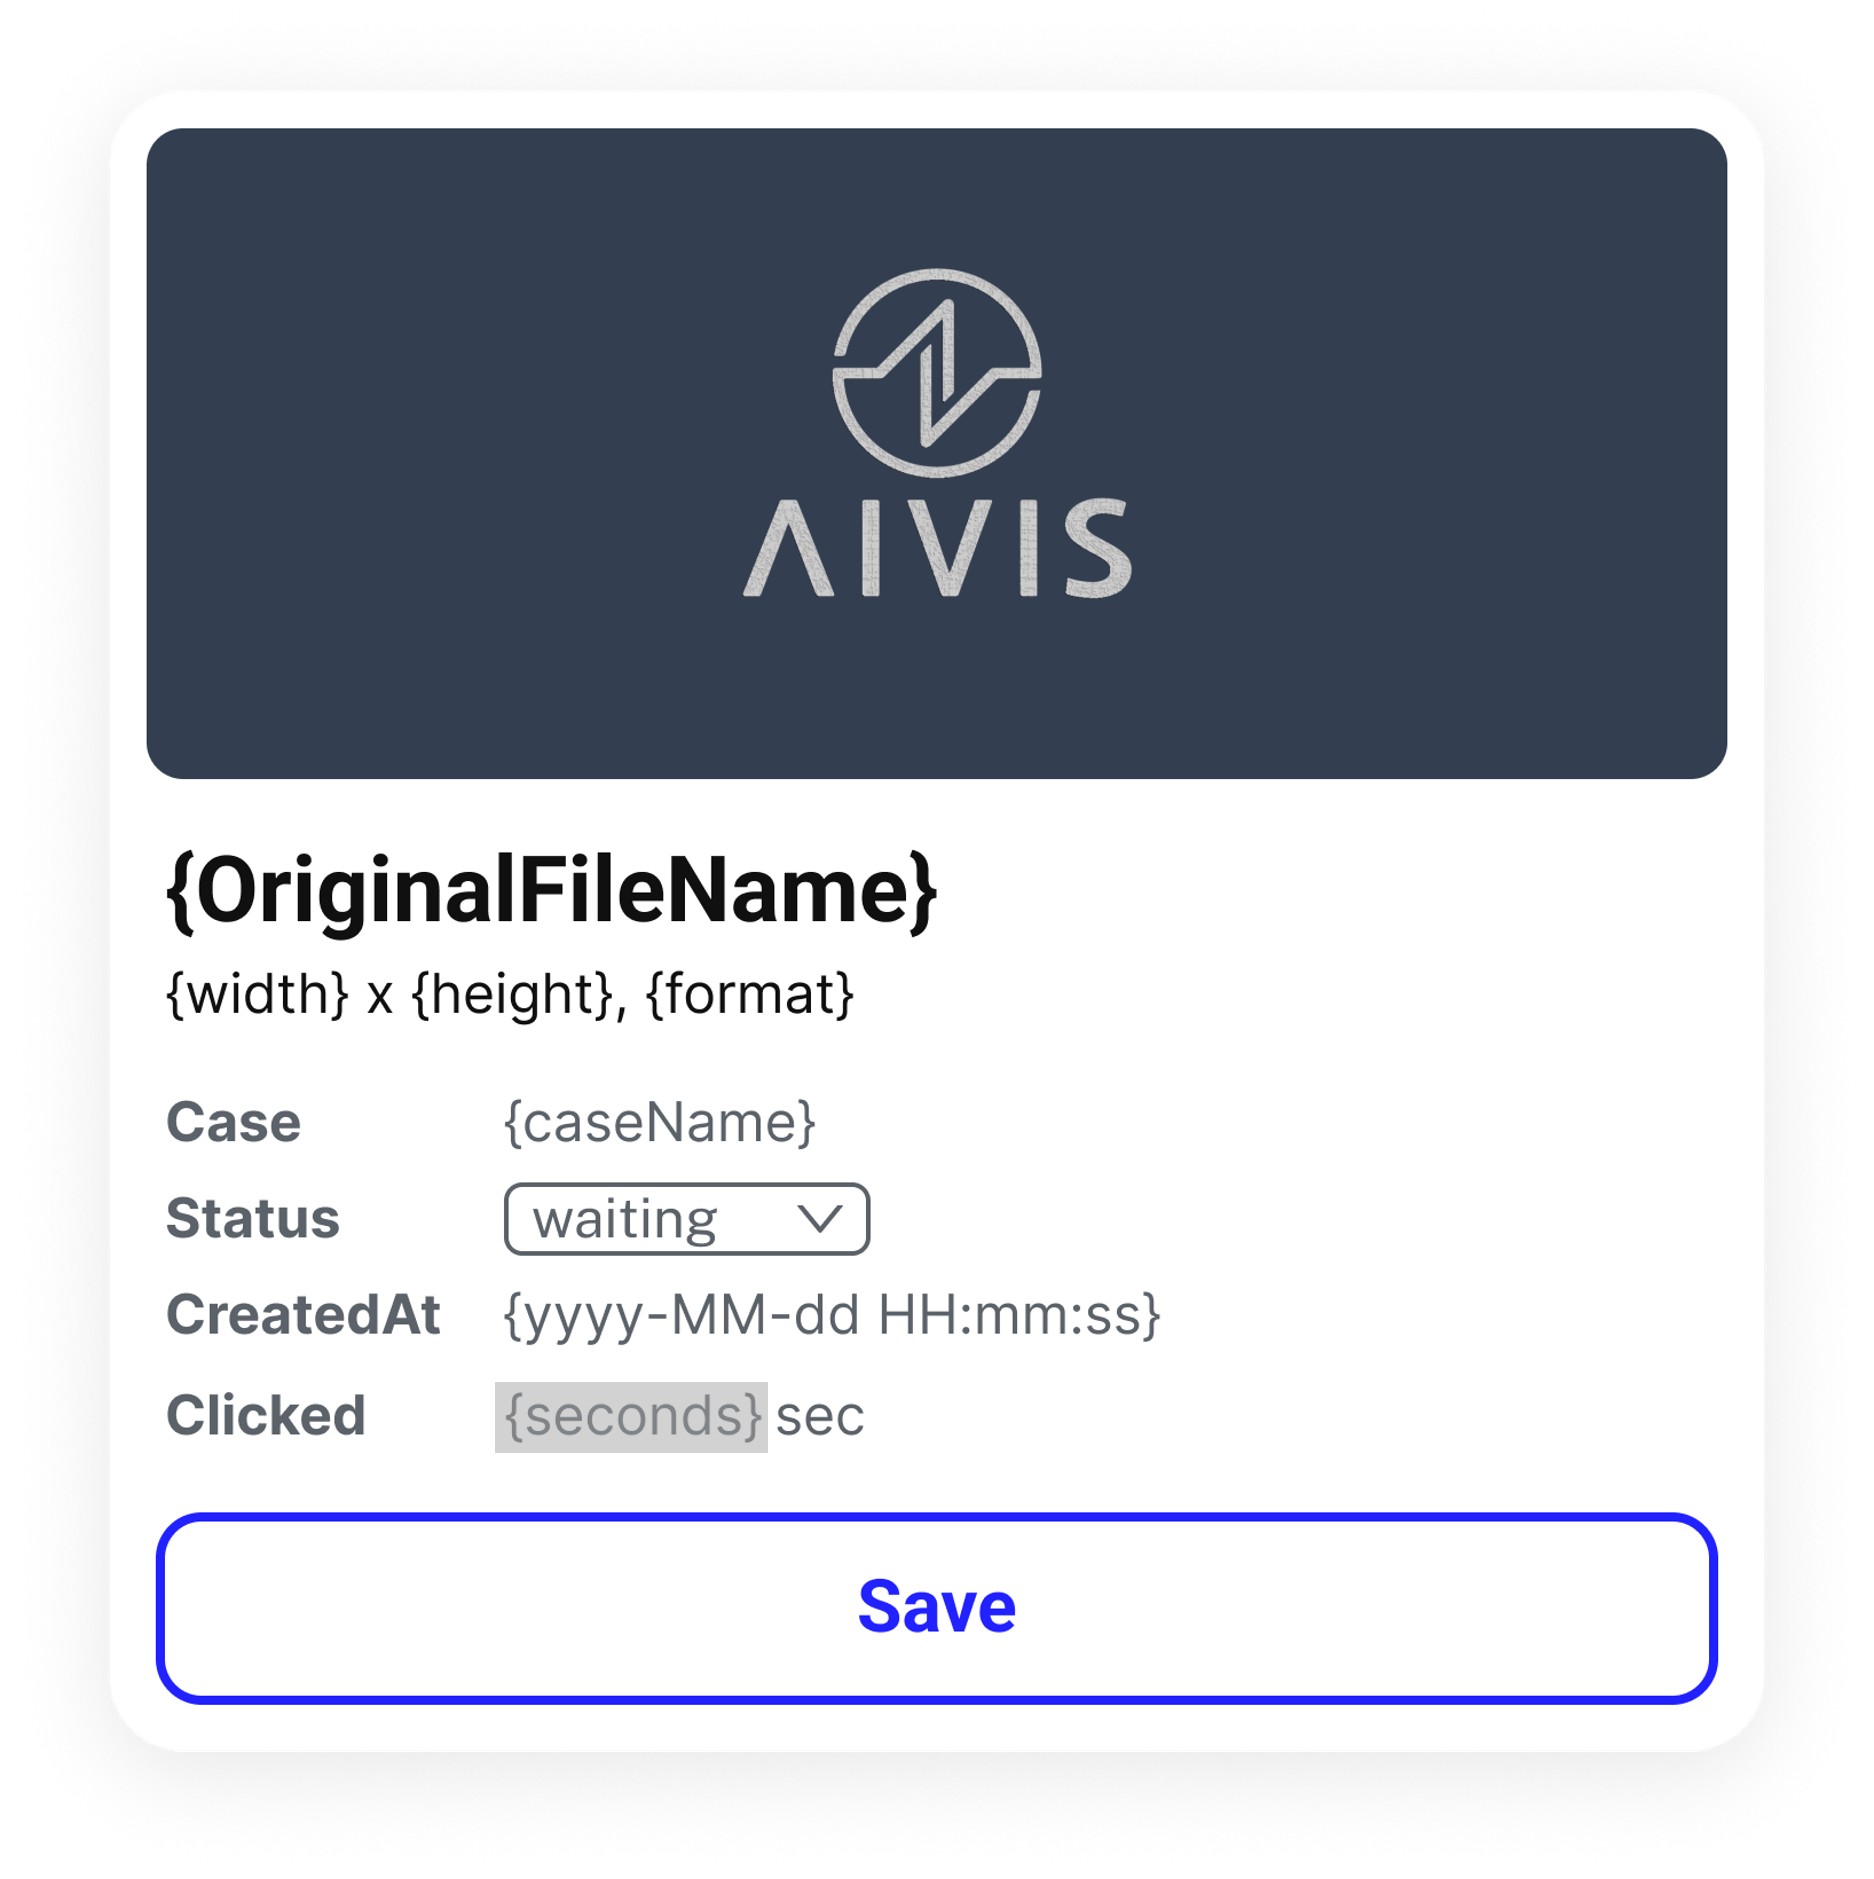 AIVIS
{OriginalFileName}
{width} x {height}, {format}
Case {caseName}
Status waiting
CreatedAt {yyyy-MM-dd HH:mm:ss}
Clicked {seconds} sec
Save